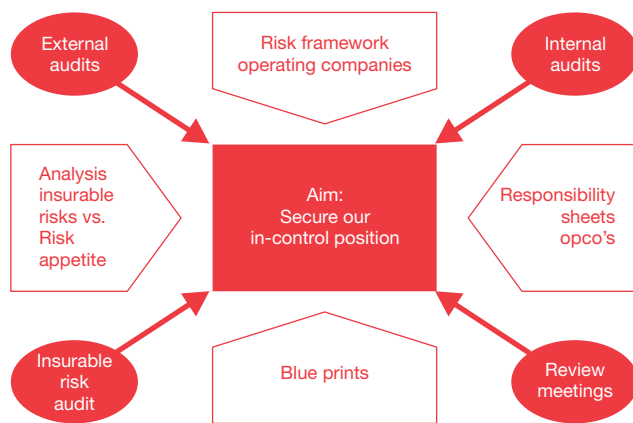 External
audits
Risk framework
operating companies
Internal
audits
Analysis
insurable
risks vs.
Risk
appetite
Aim:
Secure our
in-control position
Responsibility
sheets
opco’s
Insurable
risk
audit
Blue prints
Review
meetings